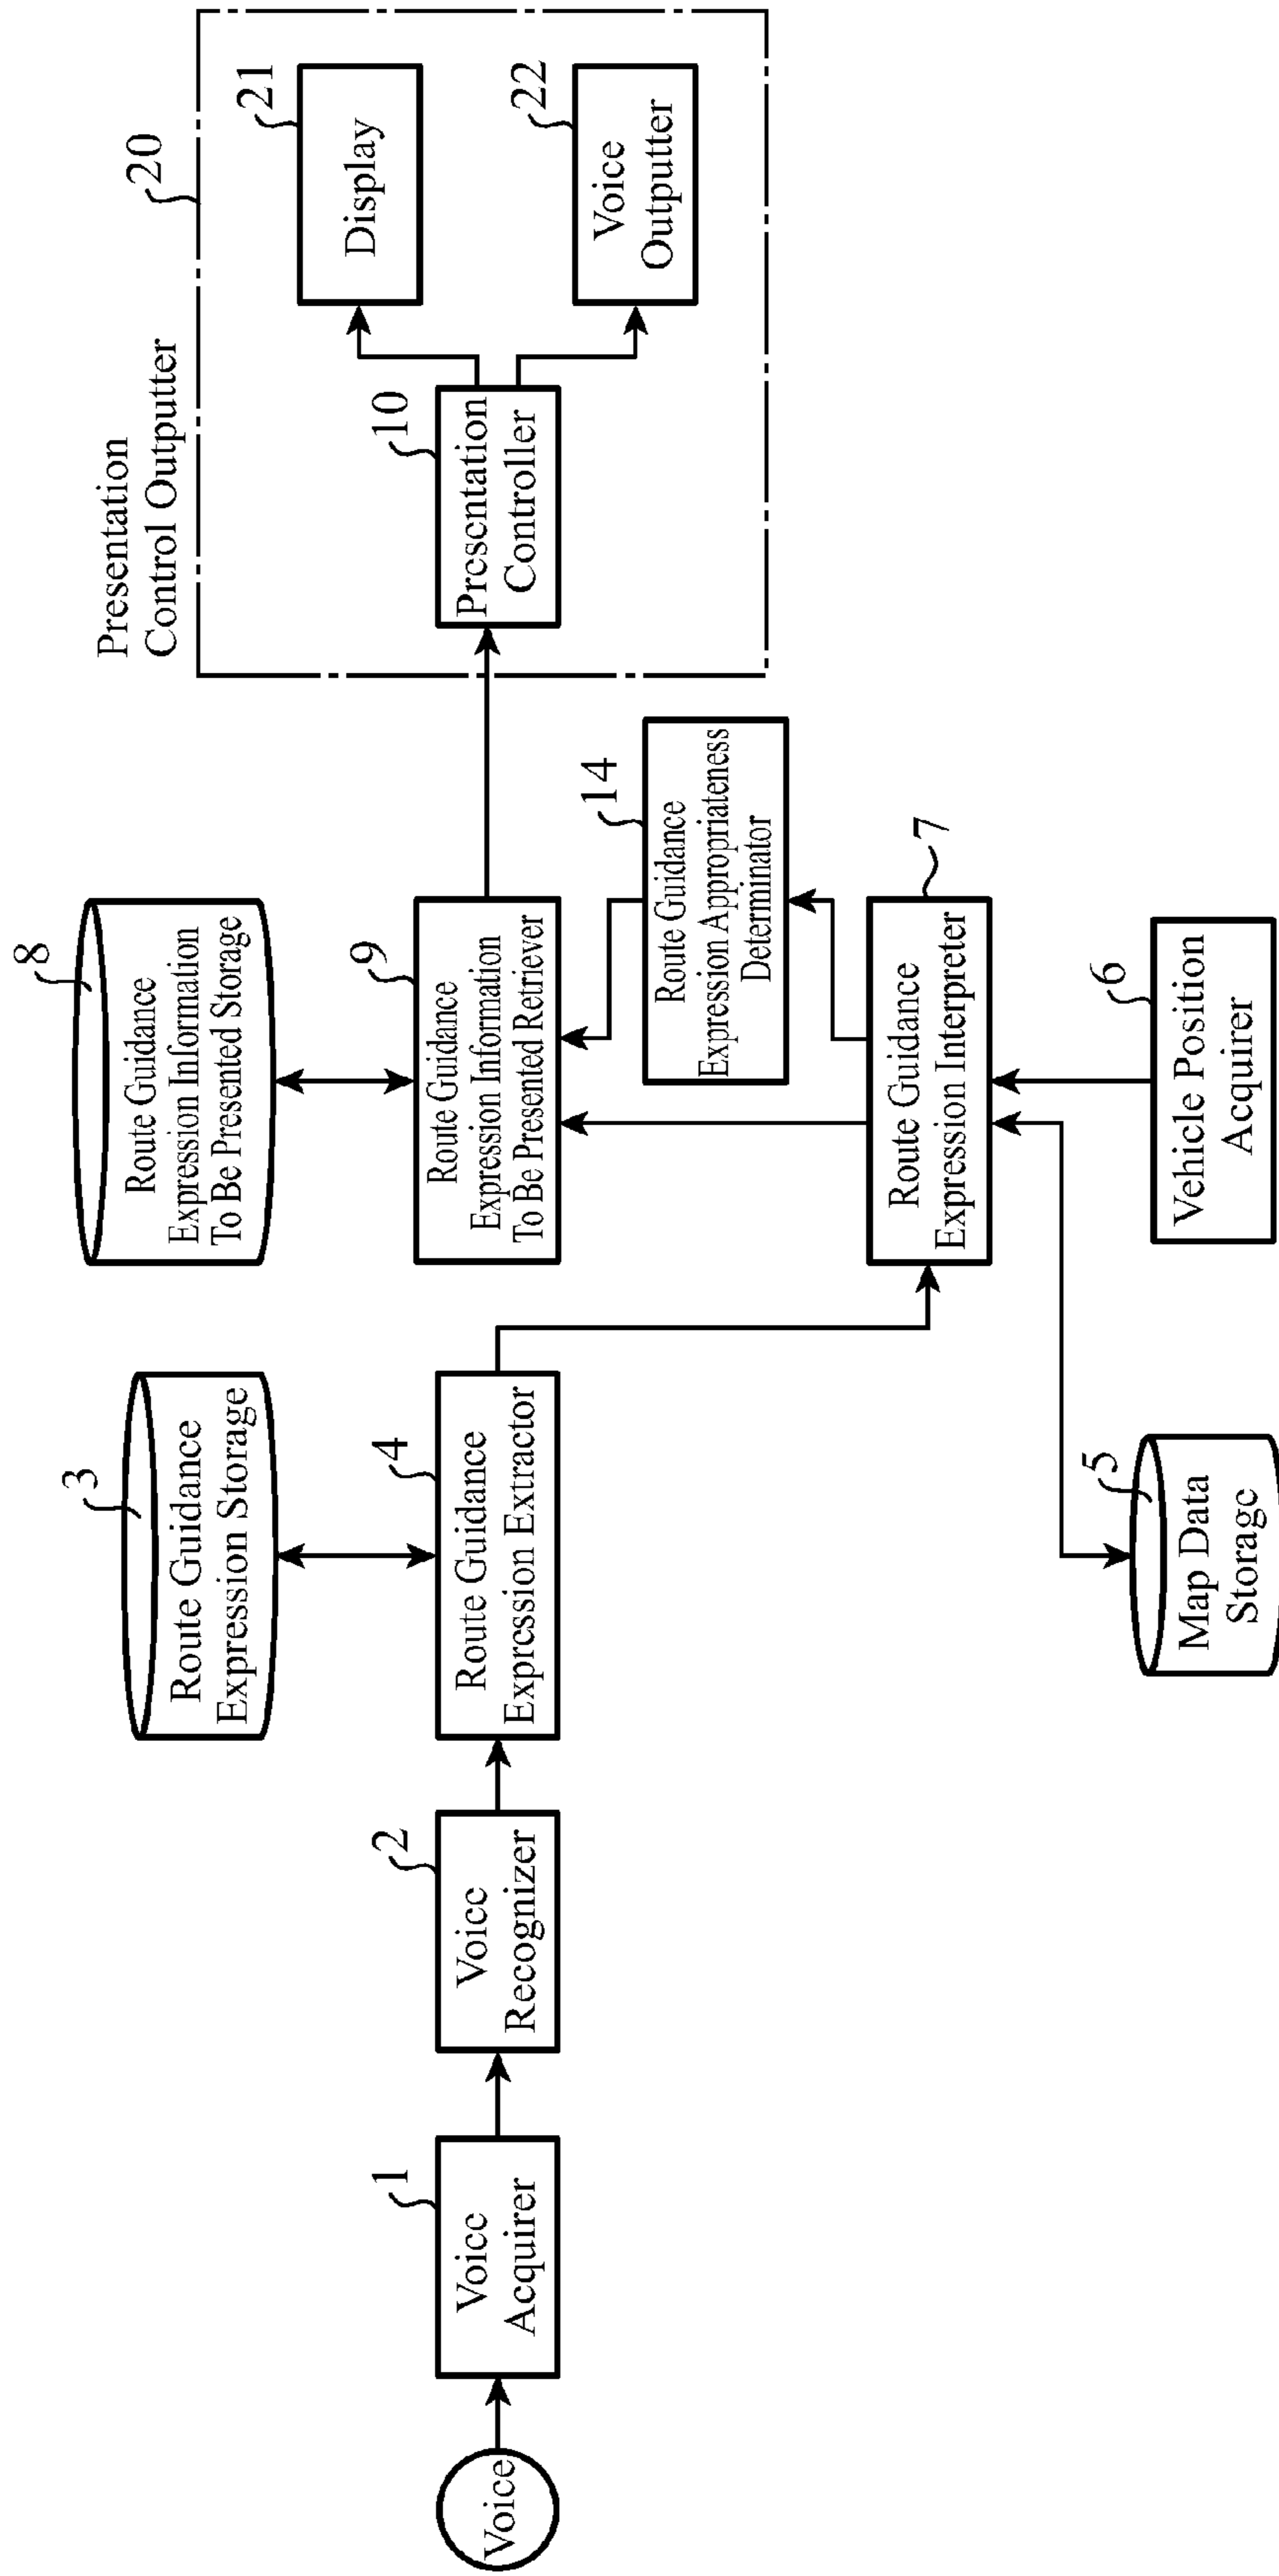 Voice
1
Voice
Acquirer
2
Voice
Recognizer
3
Route Guidance
Expression Storage
4
Route Guidance
Expression Extractor
5
Map Data
Storage
8
Route Guidance
Expression Information
To Be Presented Storage
9
Route Guidance
Expression Information
To Be Presented Retriever
14
Route Guidance
Expression Appropriateness
Determinator
7
Route Guidance
Expression Interpreter
6
Vehicle Position
Acquirer
Presentation
Control Outputter
20
10
Presentation
Controller
21
Display
22
Voice
Outputter